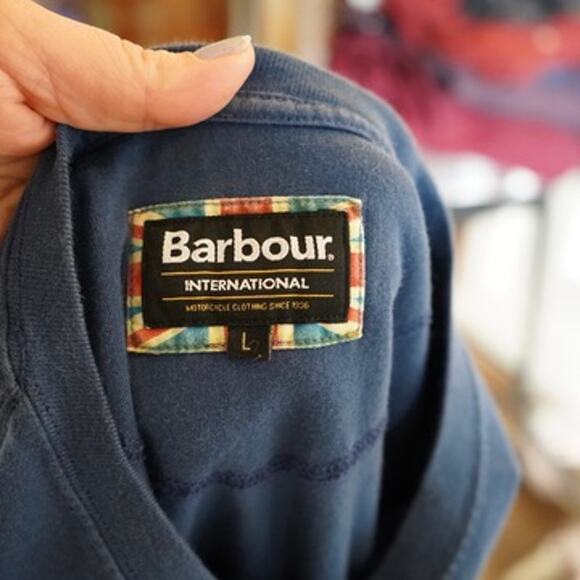 Barbour
INTERNATIONAL
MOTORCYCLE CLOTHING SINCE 1936
L